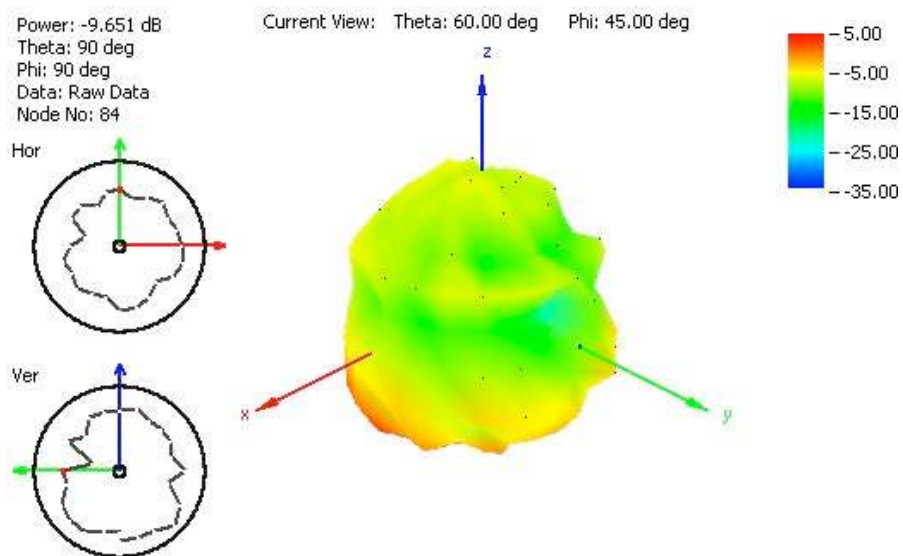 Power: -9.651 dB
Theta: 90 deg
Phi: 90 deg
Data: Raw Data
Node No: 84
Current View: Theta: 60.00 deg Phi: 45.00 deg
5.00
-5.00
-15.00
-25.00
-35.00
Hor
Ver
z
x
y